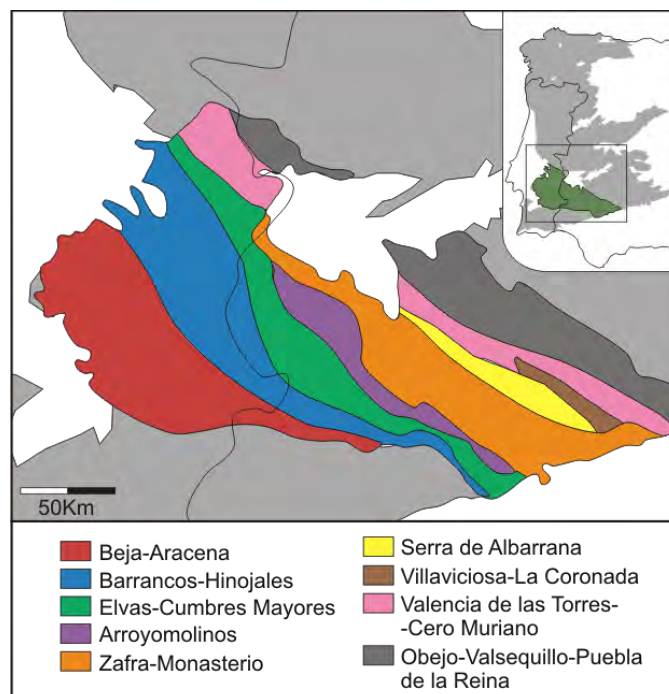 50Km
Beja-Aracena
Barrancos-Hinojales
Elvas-Cumbres Mayores
Arroyomolinos
Zafra-Monasterio
Serra de Albarrana
Villaviciosa-La Coronada
Valencia de las Torres-
-Cero Muriano
Obejo-Valsequillo-Puebla
de la Reina